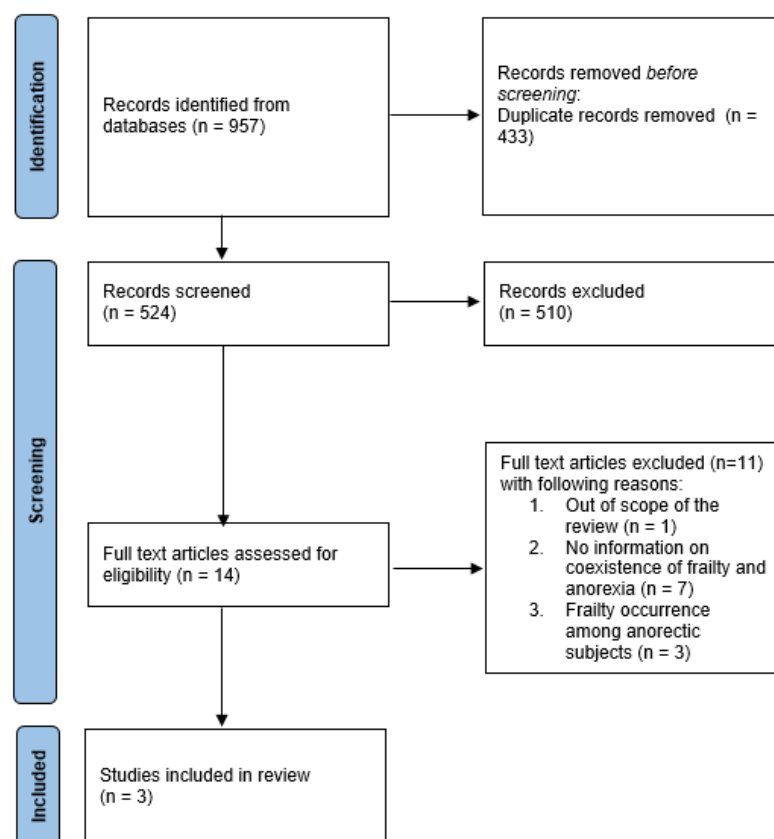 Identification
Records identified from
databases (n = 957)
Records removed before
screening:
Duplicate records removed (n =
433)
Screening
Records screened
(n = 524)
Records excluded
(n = 510)
Full text articles assessed for
eligibility (n = 14)
Full text articles excluded (n=11)
with following reasons:
1. Out of scope of the
review (n = 1)
2. No information on
coexistence of frailty and
anorexia (n = 7)
3. Frailty occurrence
among anorectic
subjects (n = 3)
Included
Studies included in review
(n = 3)